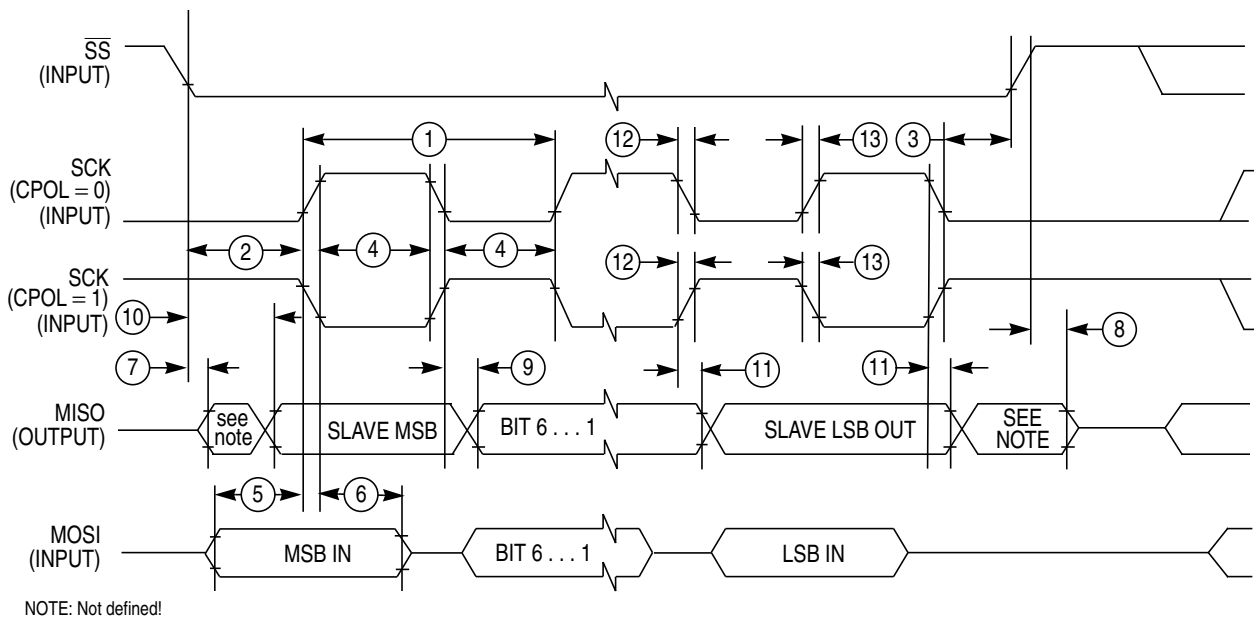 SS
(INPUT)
1
12
13
3
SCK
(CPOL = 0)
(INPUT)
2
4
4
12
13
SCK
(CPOL = 1)
(INPUT)
10
8
7
9
11
11
MISO
(OUTPUT)
see
note
SLAVE MSB
BIT 6 . . . 1
SLAVE LSB OUT
SEE
NOTE
5
6
MOSI
(INPUT)
MSB IN
BIT 6 . . . 1
LSB IN
NOTE: Not defined!